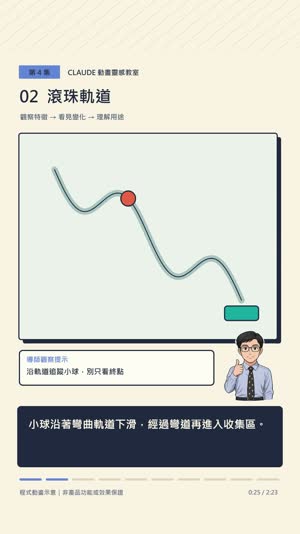 第 4 集 CLAUDE 動畫靈感教室
02 滾珠軌道
觀察特徵 → 看見變化 → 理解用途
導師觀察提示
沿軌道追蹤小球，別只看終點
小球沿著彎曲軌道下滑，經過彎道再進入收集區。
程式動畫示意｜非產品功能或效果保證
0:25 / 2:23